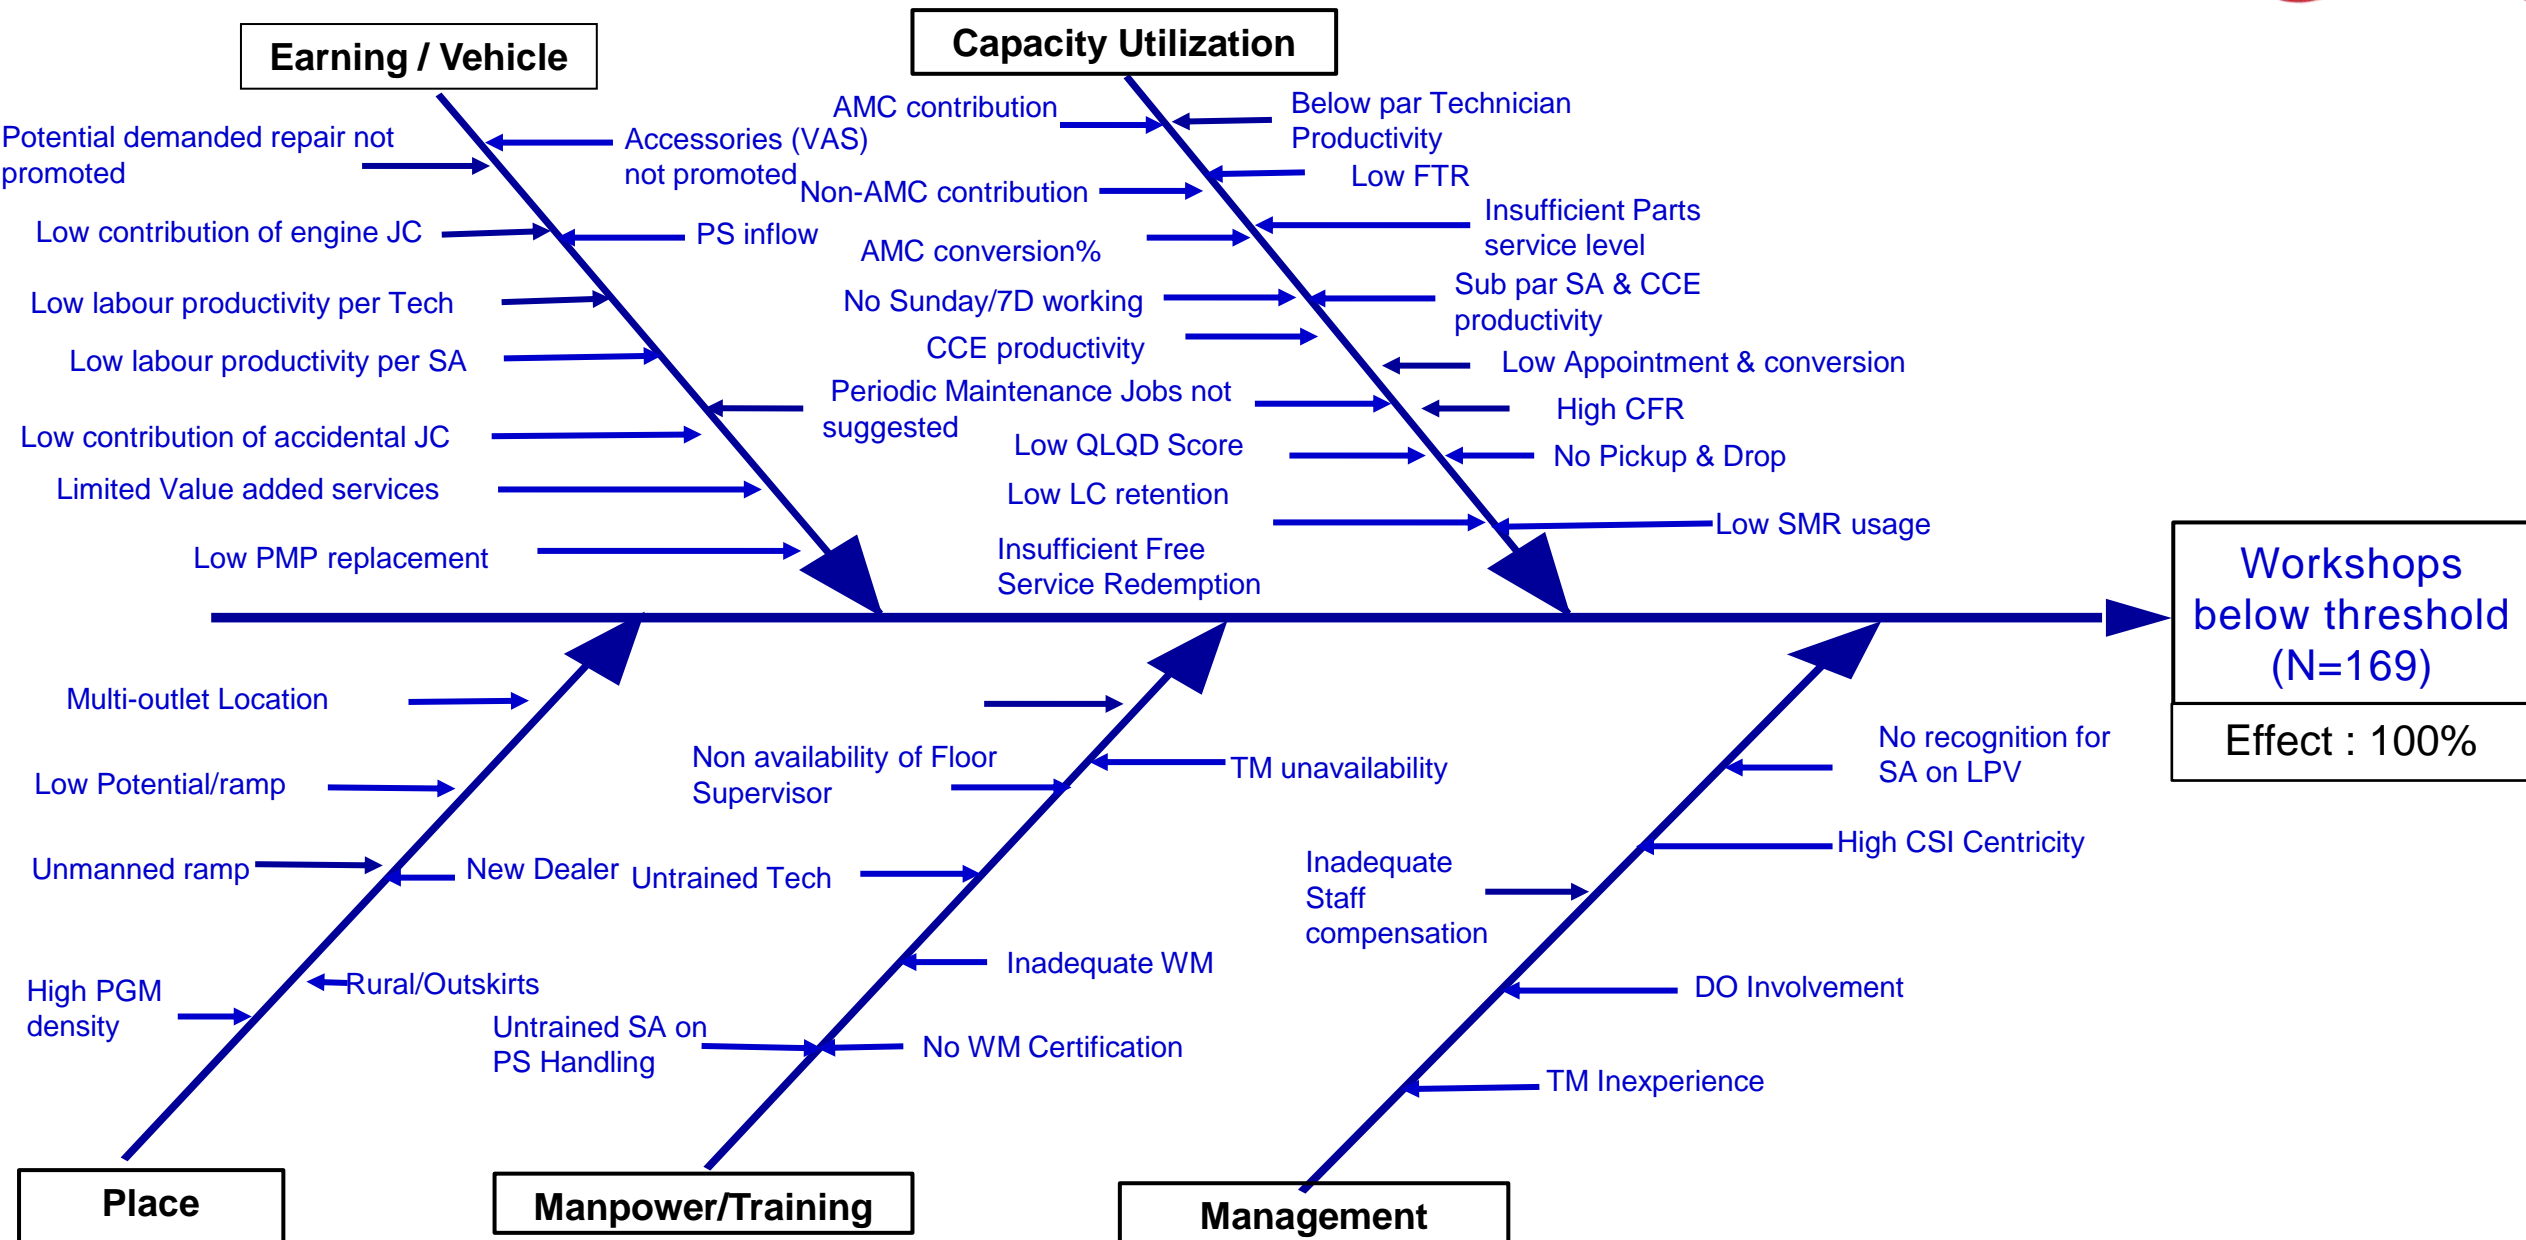 Earning / Vehicle
Capacity Utilization
Potential demanded repair not
promoted
Accessories (VAS)
not promoted
Low contribution of engine JC
PS inflow
Low labour productivity per Tech
Low labour productivity per SA
Low contribution of accidental JC
Limited Value added services
Low PMP replacement
AMC contribution
Below par Technician
Productivity
Non-AMC contribution
Low FTR
AMC conversion%
Insufficient Parts
service level
No Sunday/7D working
Sub par SA & CCE
productivity
CCE productivity
Low Appointment & conversion
Periodic Maintenance Jobs not
suggested
High CFR
Low QLQD Score
No Pickup & Drop
Low LC retention
Low SMR usage
Insufficient Free
Service Redemption
Workshops
below threshold
(N=169)
Effect : 100%
Multi-outlet Location
Low Potential/ramp
Unmanned ramp
New Dealer
High PGM
density
Rural/Outskirts
Non availability of Floor
Supervisor
TM unavailability
Untrained Tech
Inadequate WM
Untrained SA on
PS Handling
No WM Certification
No recognition for
SA on LPV
High CSI Centricity
Inadequate
Staff
compensation
DO Involvement
TM Inexperience
Place
Manpower/Training
Management